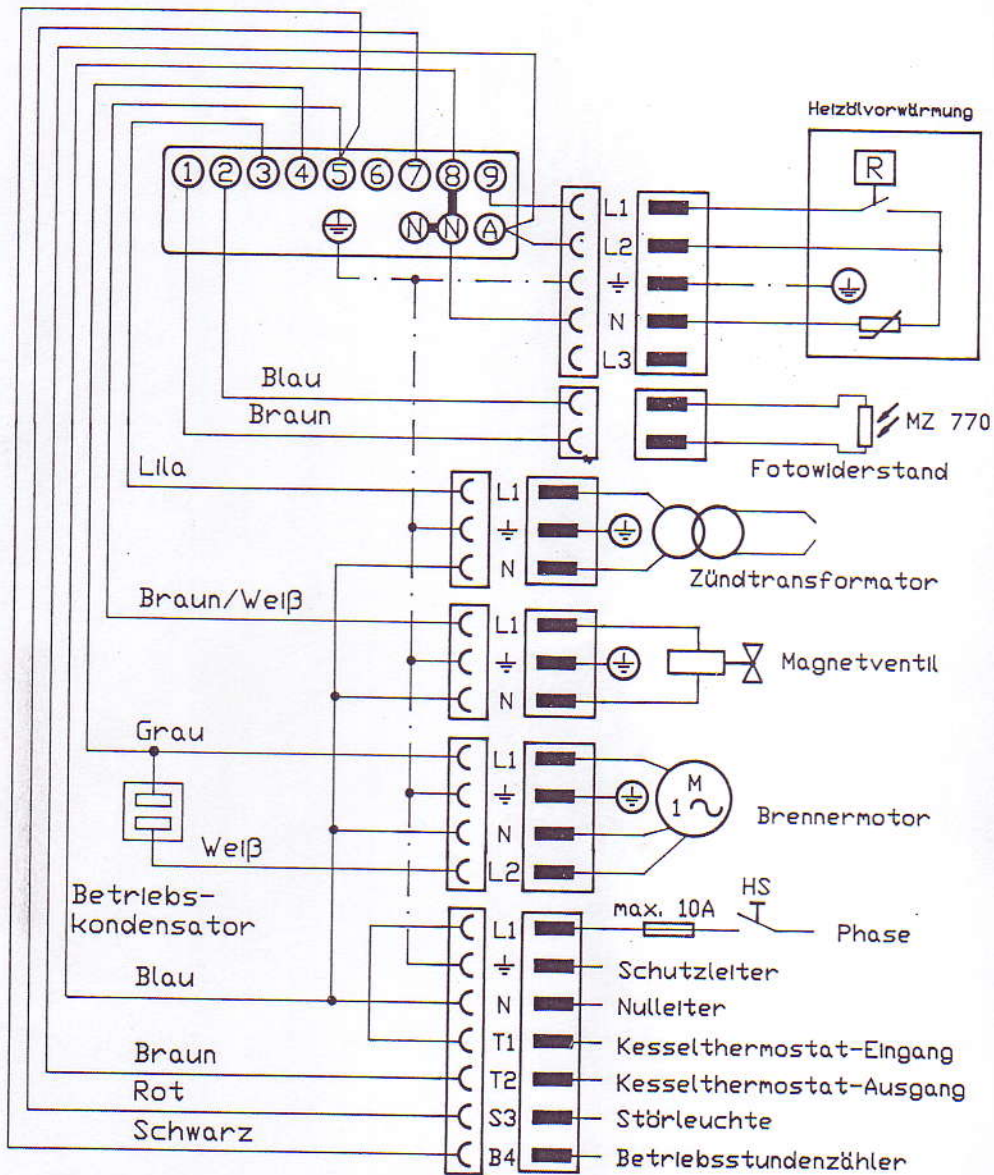 Heizölvorwärmung
R
1 2 3 4 5 6 7 8 9
N N A
L1
L2
N
L3
Blau
Braun
MZ 770
Fotowiderstand
Lila
L1
N
Zündtransformator
Braun/Weiß
L1
N
Magnetventil
Grau
L1
N
L2
M
1
Brennermotor
Weiß
Betriebs-
kondensator
L1
max. 10A
HS
Phase
Schutzleiter
Blau
N
Nulleiter
T1
Kesselthermostat-Eingang
Braun
T2
Kesselthermostat-Ausgang
Rot
S3
Störleuchte
Schwarz
B4
Betriebsstundenzähler